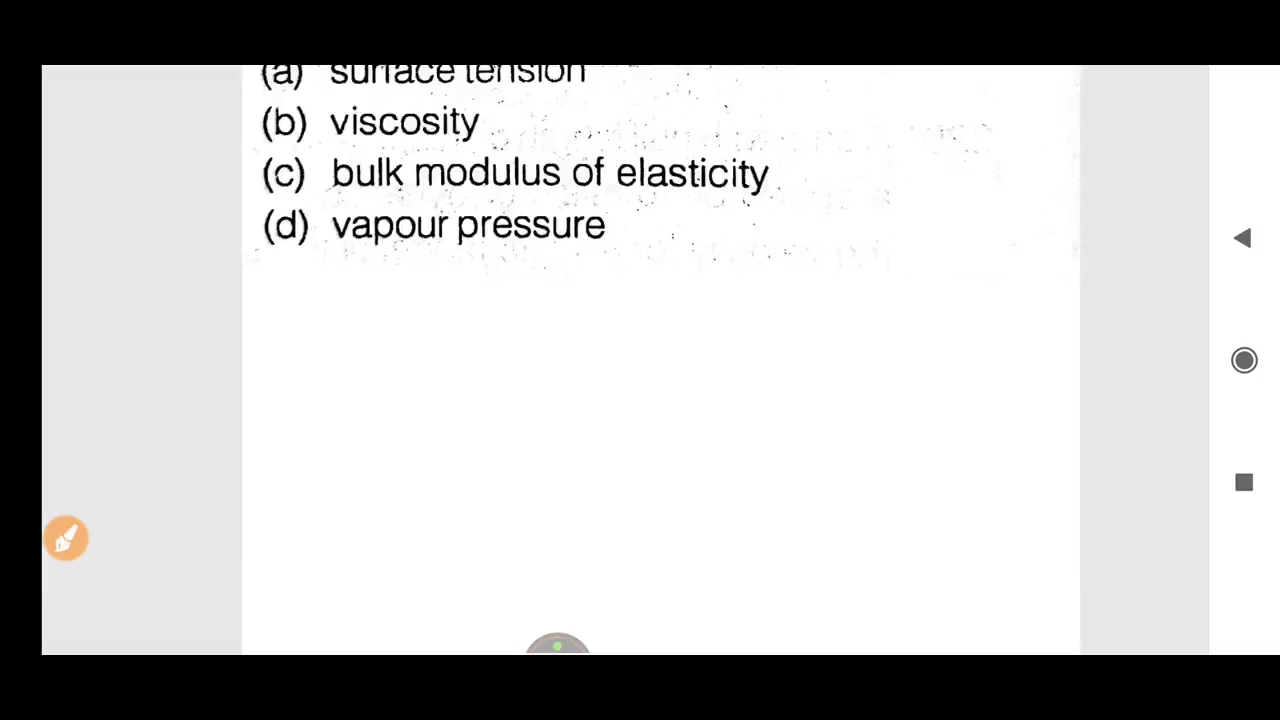 (a) surface tension
(b) viscosity
(c) bulk modulus of elasticity
(d) vapour pressure